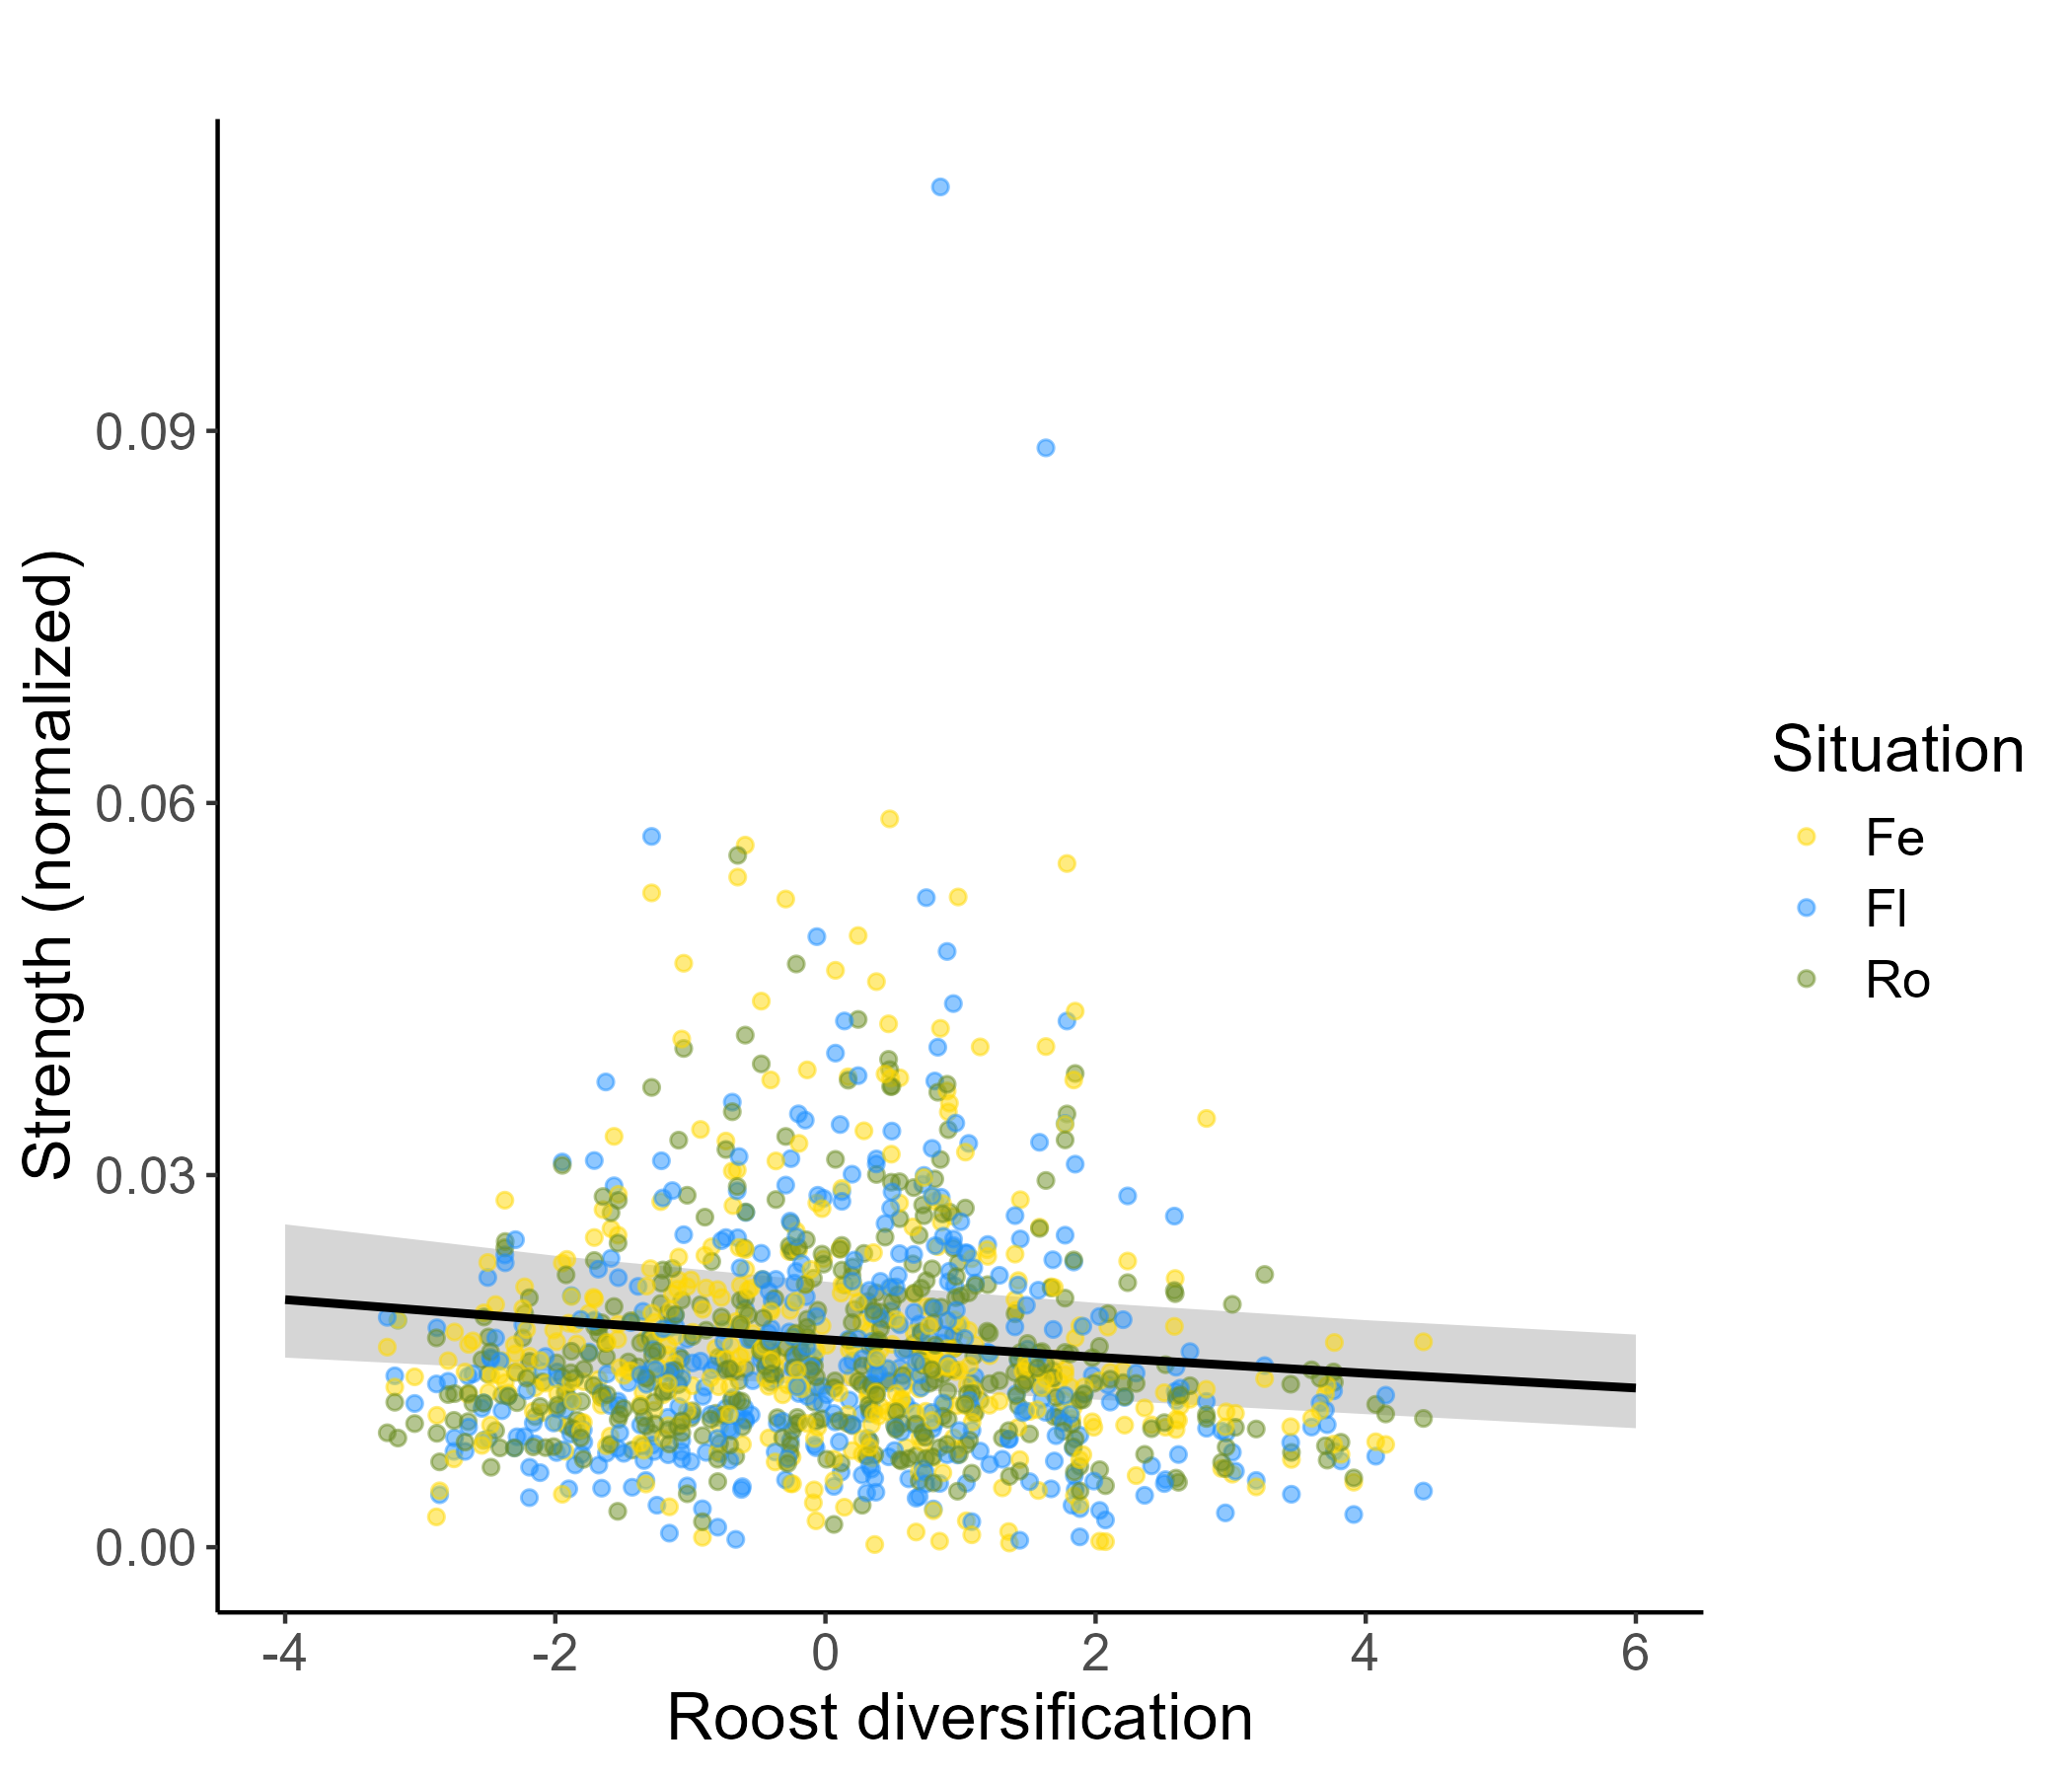 0.09
0.06
0.03
0.00
Strength (normalized)
-4
-2
0
2
4
6
Roost diversification
Situation
Fe
Fl
Ro